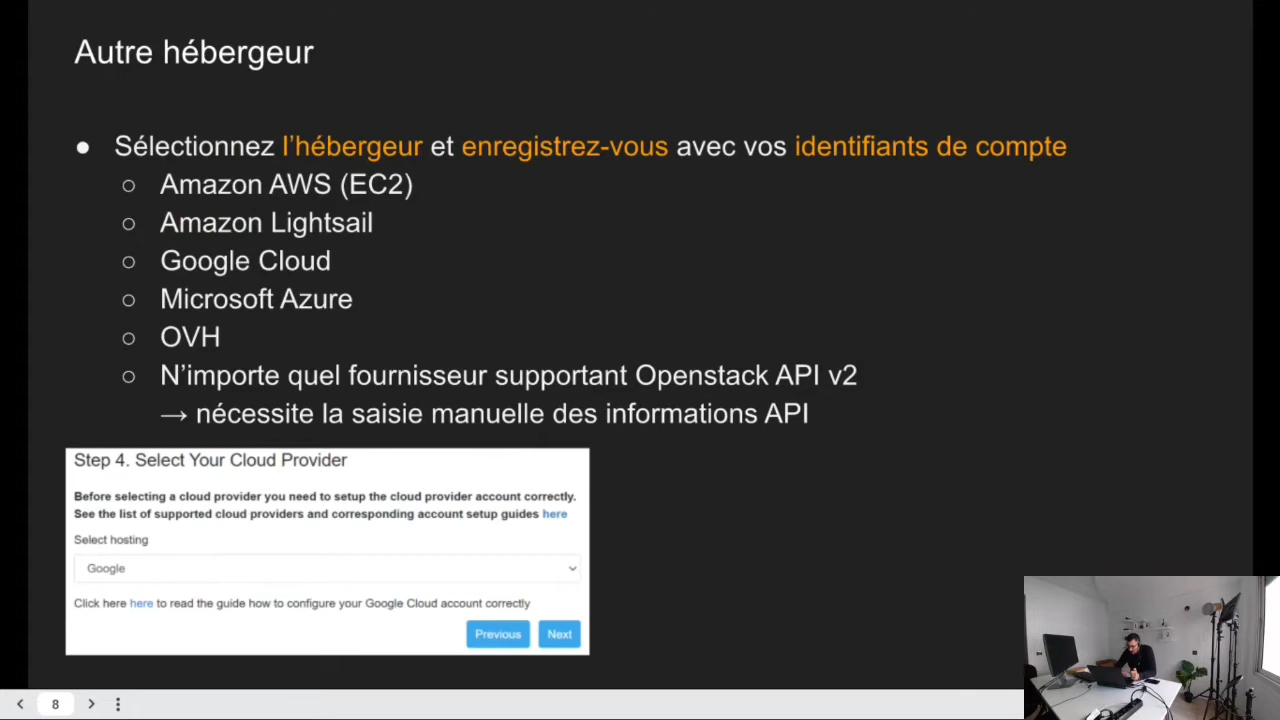 Autre hébergeur
● Sélectionnez l’hébergeur et enregistrez-vous avec vos identifiants de compte
○ Amazon AWS (EC2)
○ Amazon Lightsail
○ Google Cloud
○ Microsoft Azure
○ OVH
○ N’importe quel fournisseur supportant Openstack API v2
→ nécessite la saisie manuelle des informations API
Step 4. Select Your Cloud Provider
Before selecting a cloud provider you need to setup the cloud provider account correctly.
See the list of supported cloud providers and corresponding account setup guides here
Select hosting
Google
Click here here to read the guide how to configure your Google Cloud account correctly
Previous Next
8